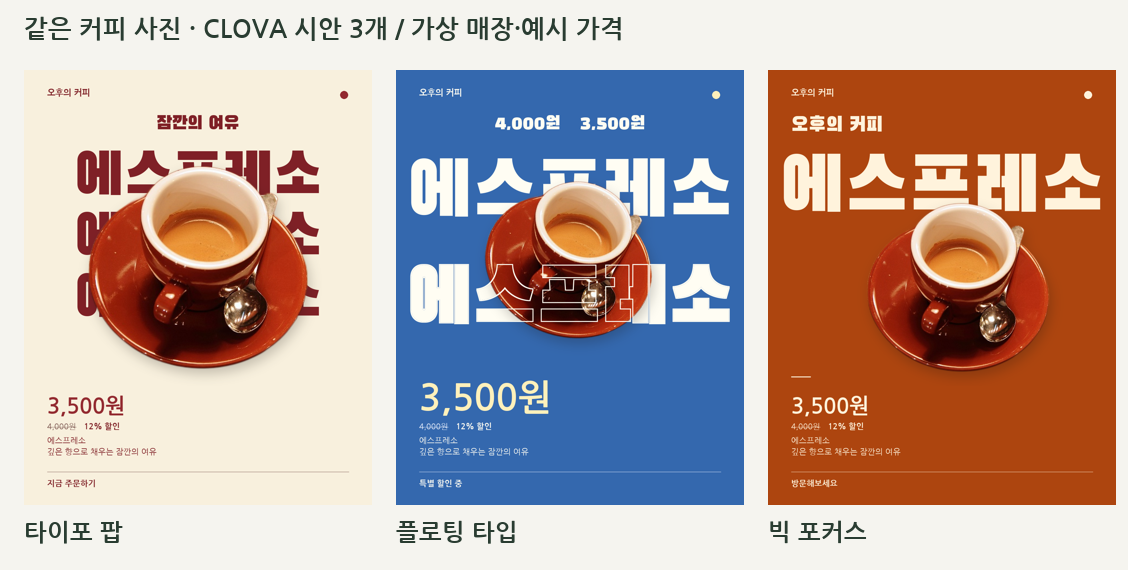 같은 커피 사진 · CLOVA 시안 3개 / 가상 매장·예시 가격
오후의 커피
잠깐의 여유
에스프레소
에스프레소
에스프레소
3,500원
4,000원 12% 할인
에스프레소
깊은 향으로 채우는 잠깐의 여유
지금 주문하기
타이포 팝
오후의 커피
4,000원 3,500원
에스프레소
에스프레소
3,500원
4,000원 12% 할인
에스프레소
깊은 향으로 채우는 잠깐의 여유
특별 할인 중
플로팅 타입
오후의 커피
오후의 커피
에스프레소
3,500원
4,000원 12% 할인
에스프레소
깊은 향으로 채우는 잠깐의 여유
방문해보세요
빅 포커스